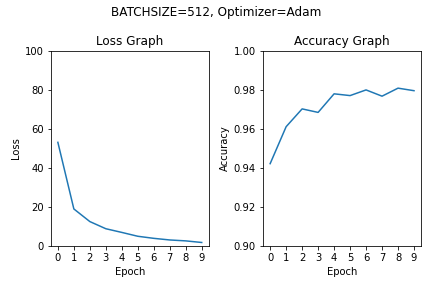 BATCHSIZE=512, Optimizer=Adam
Loss Graph
100
80
60
40
20
0
Loss
0 1 2 3 4 5 6 7 8 9
Epoch
Accuracy Graph
1.00
0.98
0.96
0.94
0.92
0.90
Accuracy
0 1 2 3 4 5 6 7 8 9
Epoch